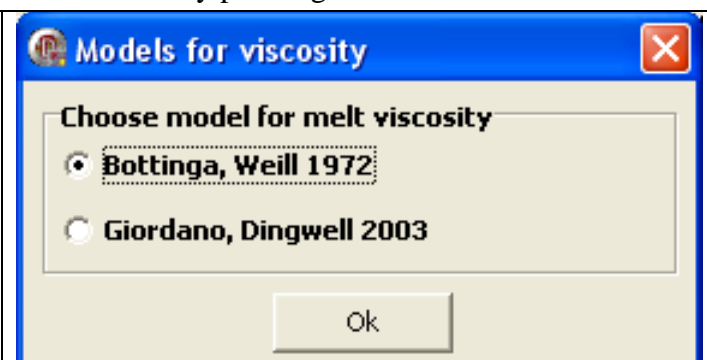 Models for viscosity
Choose model for melt viscosity
Bottinga, Weill 1972
Giordano, Dingwell 2003
Ok